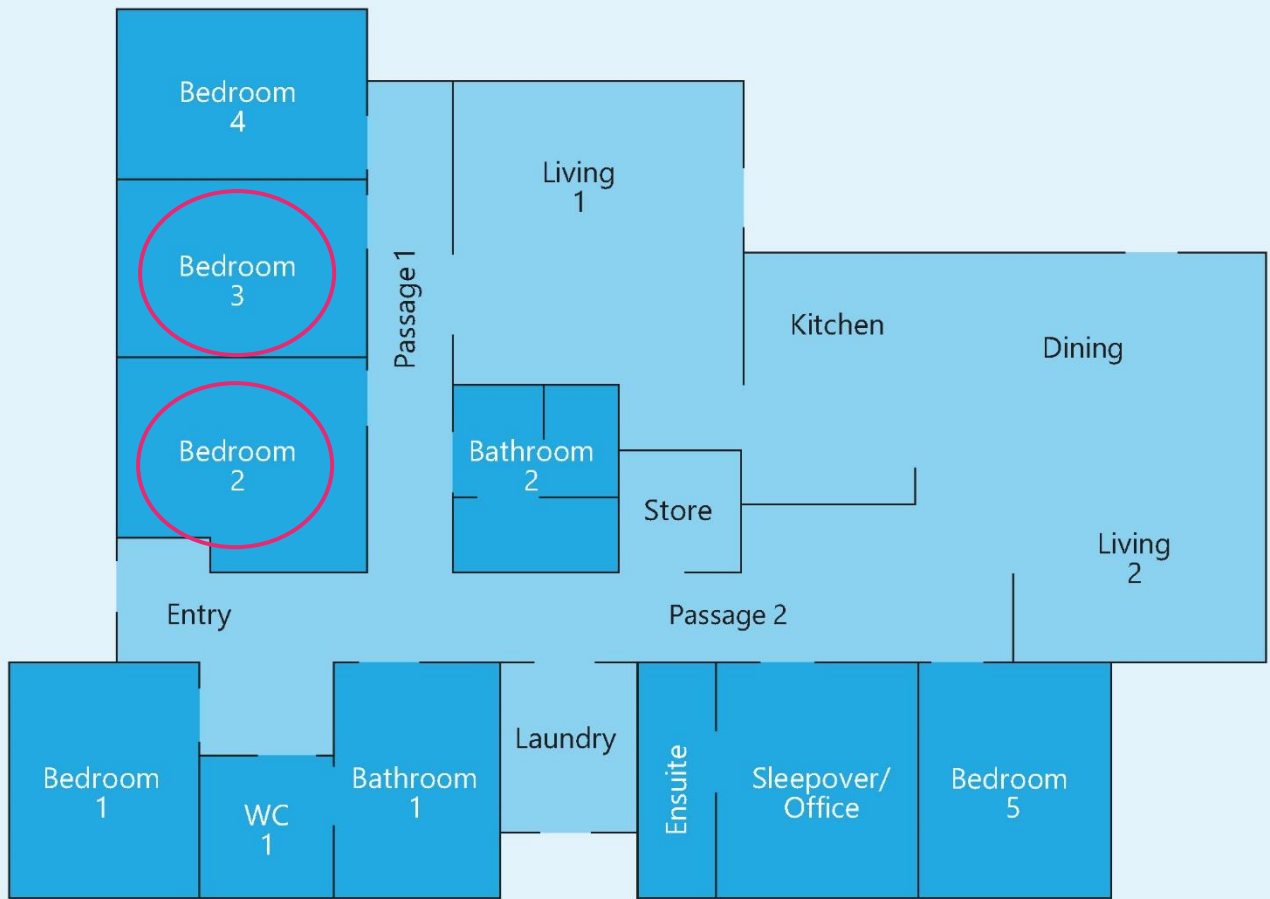 Bedroom
4
Living
1
Bedroom
3
Passage 1
Kitchen
Dining
Bedroom
2
Bathroom
2
Store
Living
2
Entry
Passage 2
Bedroom
1
WC
1
Bathroom
1
Laundry
Ensuite
Sleepover/
Office
Bedroom
5